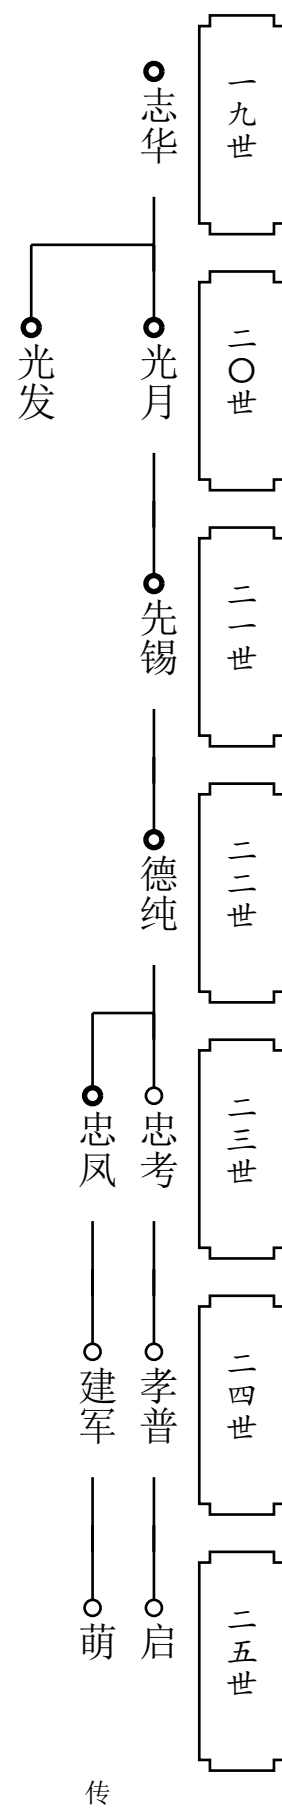 一九世
志华
二〇世
光月
光发
二一世
先锡
二二世
德纯
二三世
忠考
忠凤
二四世
孝普
建军
二五世
启
萌
传